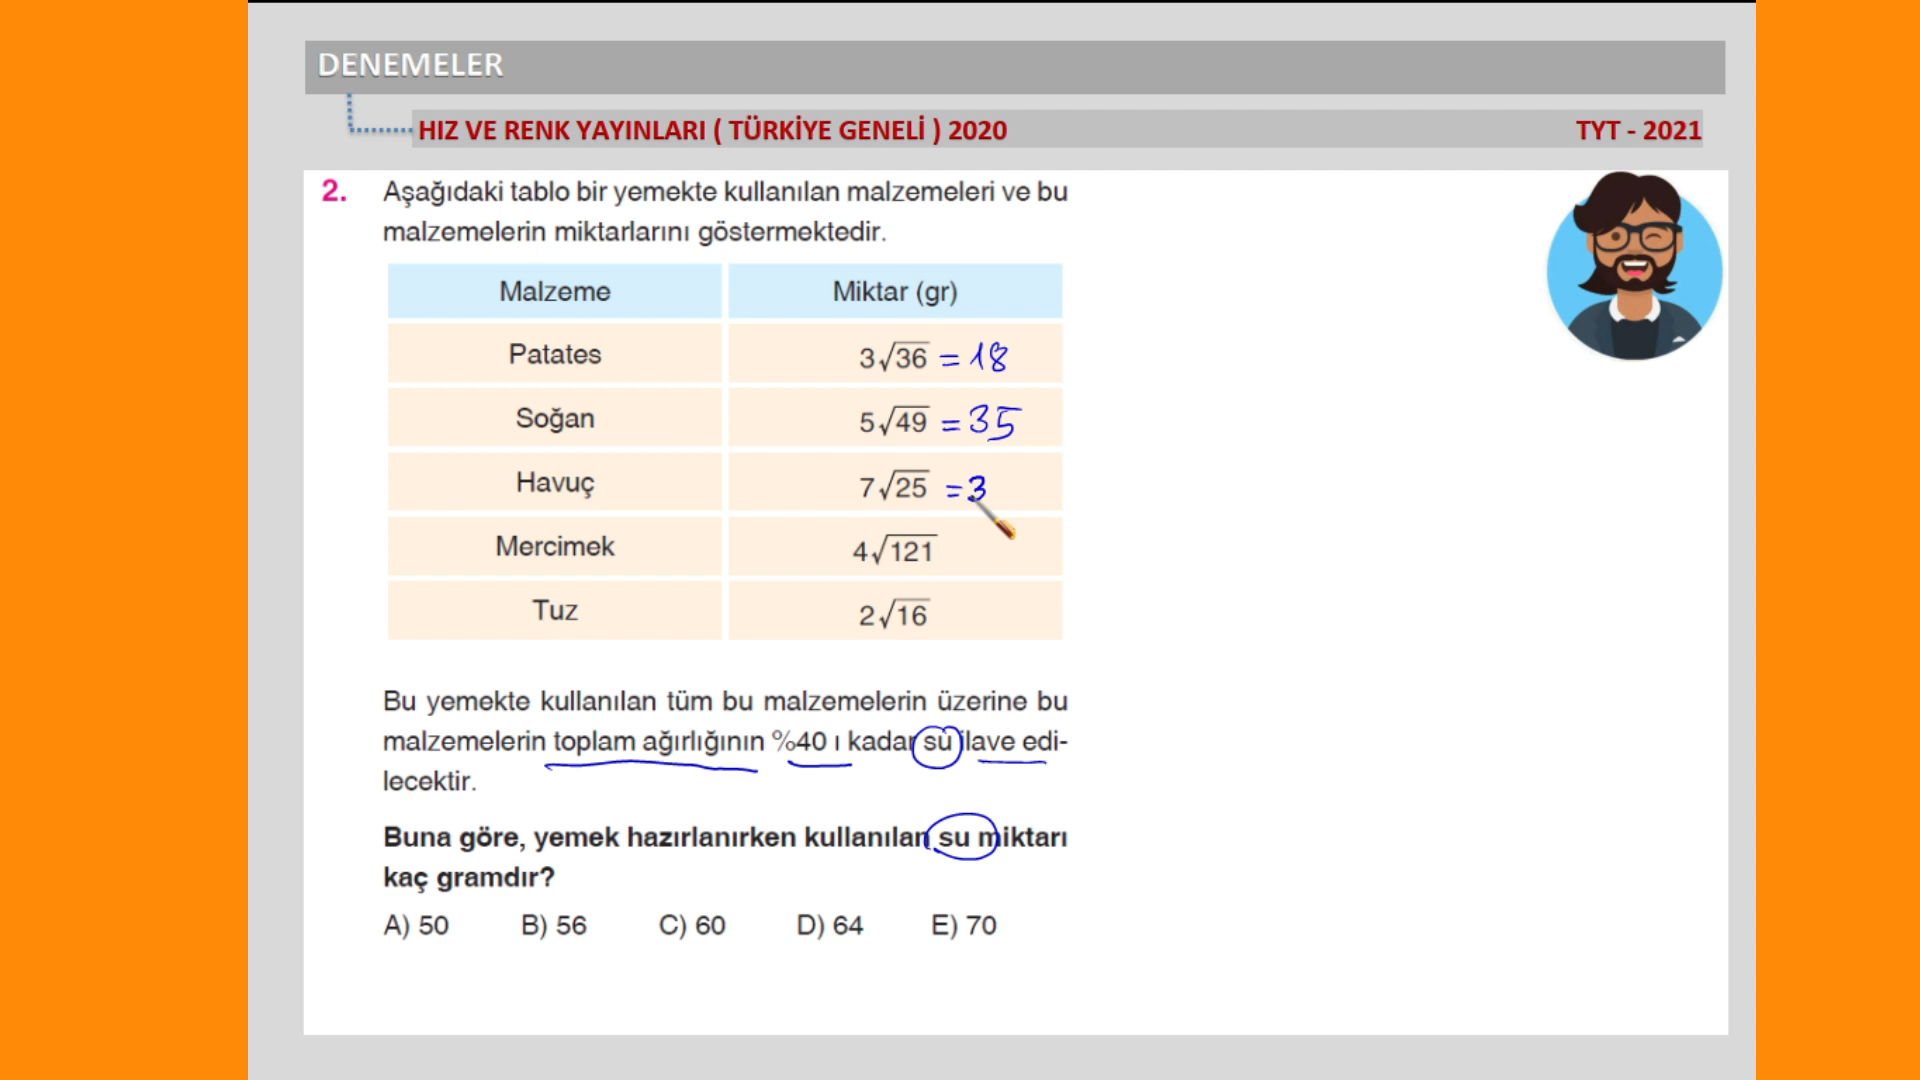 DENEMELER
HIZ VE RENK YAYINLARI ( TÜRKİYE GENELİ ) 2020 TYT - 2021
2. Aşağıdaki tablo bir yemekte kullanılan malzemeleri ve bu
malzemelerin miktarlarını göstermektedir.
Malzeme Miktar (gr)
Patates 3√36 = 18
Soğan 5√49 = 35
Havuç 7√25 = 3
Mercimek 4√121
Tuz 2√16
Bu yemekte kullanılan tüm bu malzemelerin üzerine bu
malzemelerin toplam ağırlığının %40 ı kadar su ilave edi-
lecektir.
Buna göre, yemek hazırlanırken kullanılan su miktarı
kaç gramdır?
A) 50 B) 56 C) 60 D) 64 E) 70